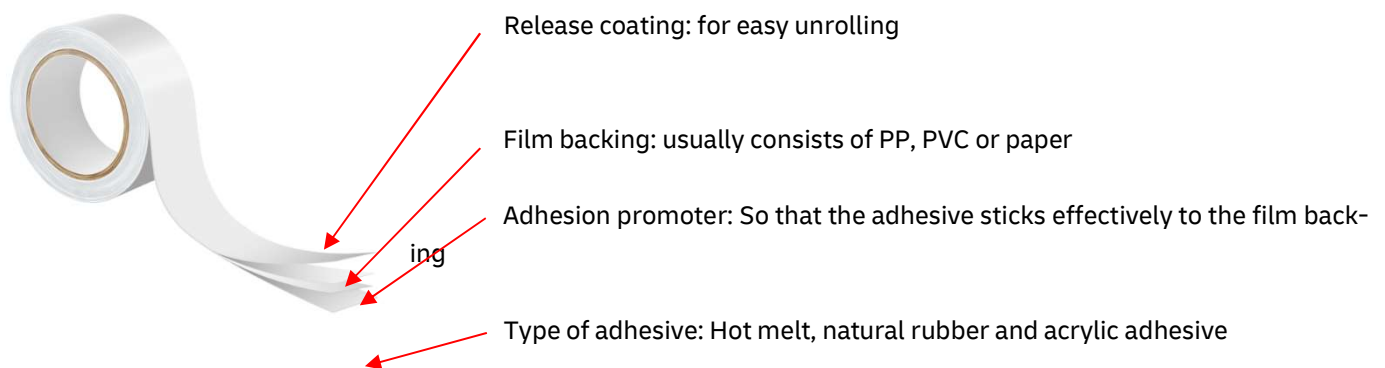 Release coating: for easy unrolling
Film backing: usually consists of PP, PVC or paper
Adhesion promoter: So that the adhesive sticks effectively to the film back-
ing
Type of adhesive: Hot melt, natural rubber and acrylic adhesive